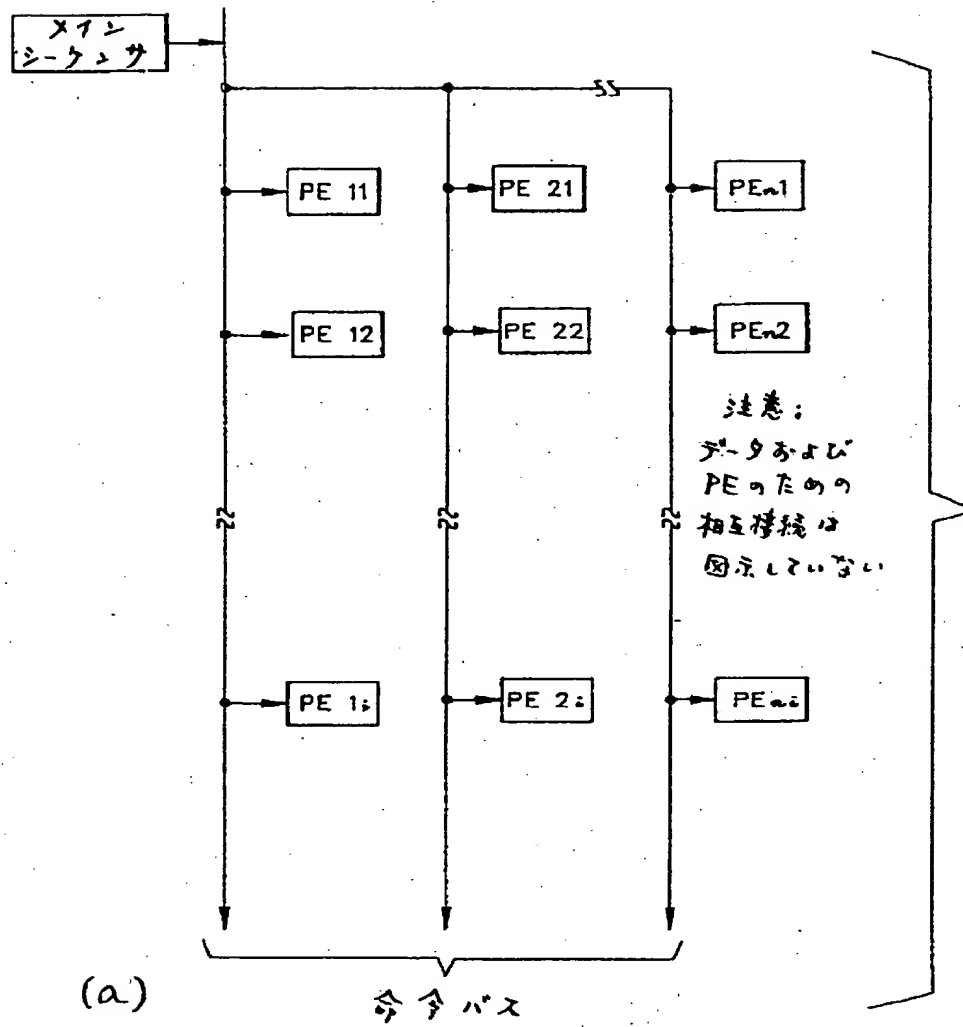 メイン
シーケンサ
PE 11
PE 21
PEn1
PE 12
PE 22
PEn2
注意:
データおよび
PEのための
相互接続は
図示していない
PE 1i
PE 2i
PEni
(a)
命令バス